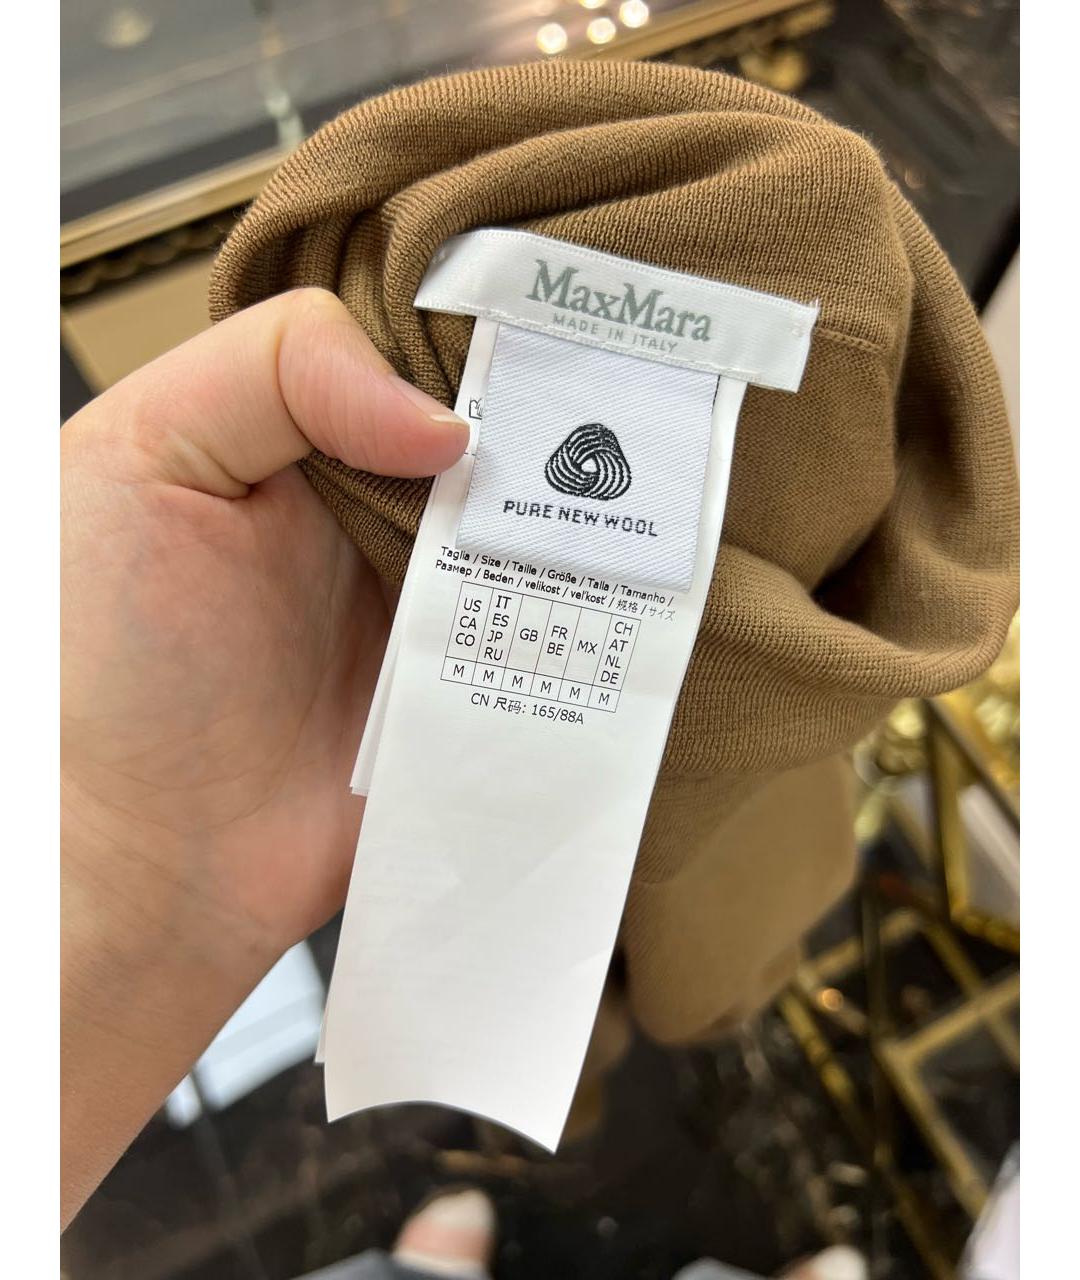 MaxMara
MADE IN ITALY
PURE NEW WOOL
Taglia / Size / Taille / Größe / Talla / Tamanho /
Размер / Beden / velikost / veľkosť / 规格 / サイズ
US CA CO | IT ES JP RU | GB | FR BE | MX | CH AT NL DE
M | M | M | M | M | M
CN 尺码: 165/88A